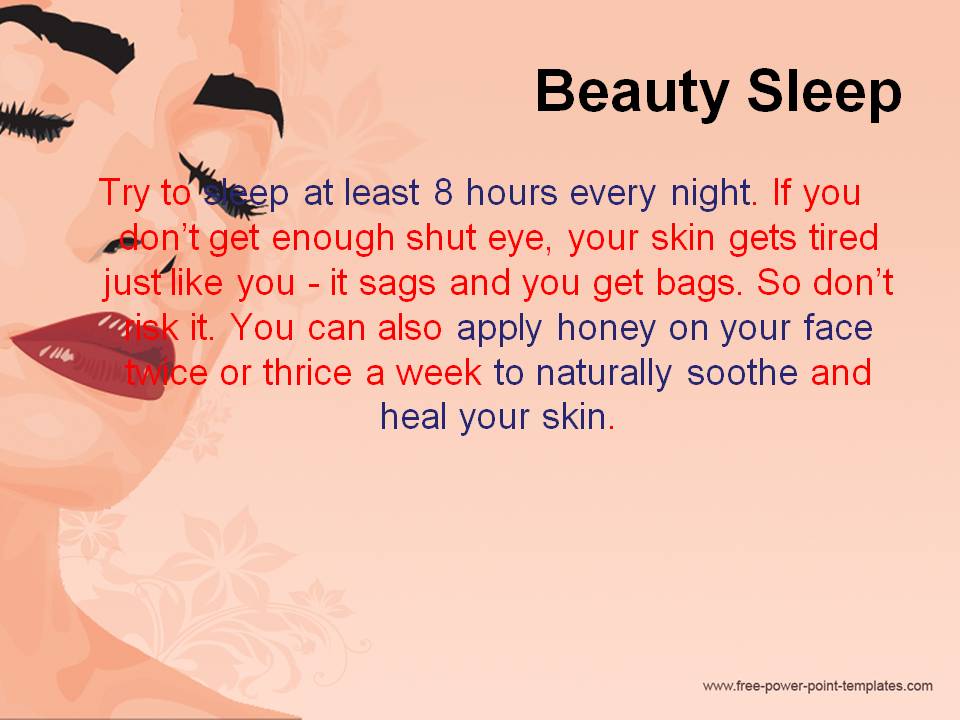 Beauty Sleep
Try to sleep at least 8 hours every night. If you
don’t get enough shut eye, your skin gets tired
just like you - it sags and you get bags. So don’t
risk it. You can also apply honey on your face
twice or thrice a week to naturally soothe and
heal your skin.
www.free-power-point-templates.com